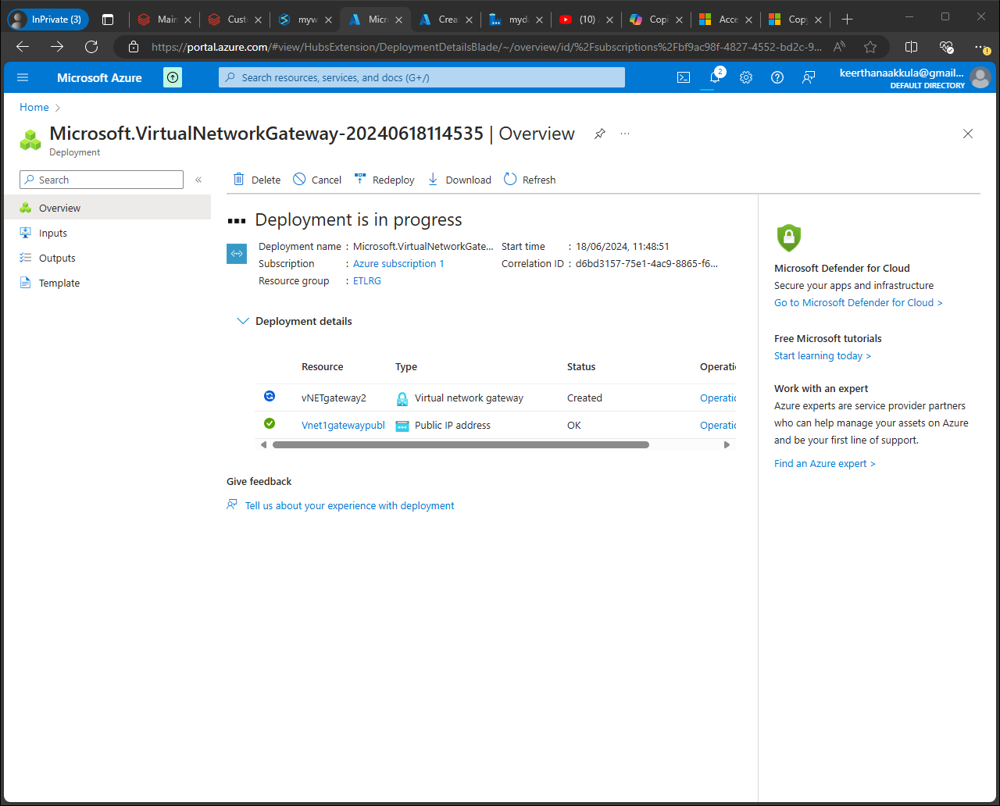 InPrivate (3)
Main
Cust
myw
Micr
Crea
myda
(10)
Copi
Acce
Copy
https://portal.azure.com/#view/HubsExtension/DeploymentDetailsBlade/~/overview/id/%2Fsubscriptions%2Fbf9ac98f-4827-4552-bd2c-9...
Microsoft Azure
Search resources, services, and docs (G+/)
2
keerthanaakkula@gmail...
DEFAULT DIRECTORY
Home
Microsoft.VirtualNetworkGateway-20240618114535 | Overview
Deployment
Search
Delete
Cancel
Redeploy
Download
Refresh
Overview
Inputs
Outputs
Template
Deployment is in progress
Deployment name : Microsoft.VirtualNetworkGate...
Subscription : Azure subscription 1
Resource group : ETLRG
Start time : 18/06/2024, 11:48:51
Correlation ID : d6bd3157-75e1-4ac9-8865-f6...
Deployment details
Resource Type Status Operati
vNETgateway2 Virtual network gateway Created Operatic
Vnet1gatewaypubl Public IP address OK Operatic
Give feedback
Tell us about your experience with deployment
Microsoft Defender for Cloud
Secure your apps and infrastructure
Go to Microsoft Defender for Cloud >
Free Microsoft tutorials
Start learning today >
Work with an expert
Azure experts are service provider partners
who can help manage your assets on Azure
and be your first line of support.
Find an Azure expert >